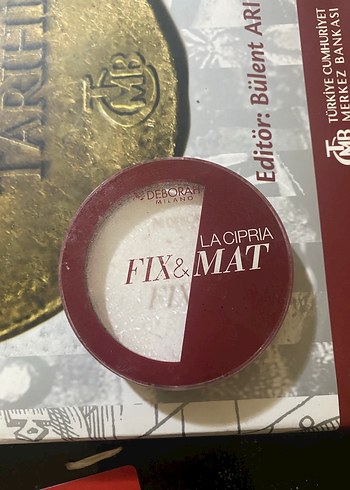 TARİHİ
TCMB
Editör: Bülent ARI
TÜRKİYE CUMHURİYET
MERKEZ BANKASI
DEBORAH
MILANO
LA CIPRIA
FIX&MAT